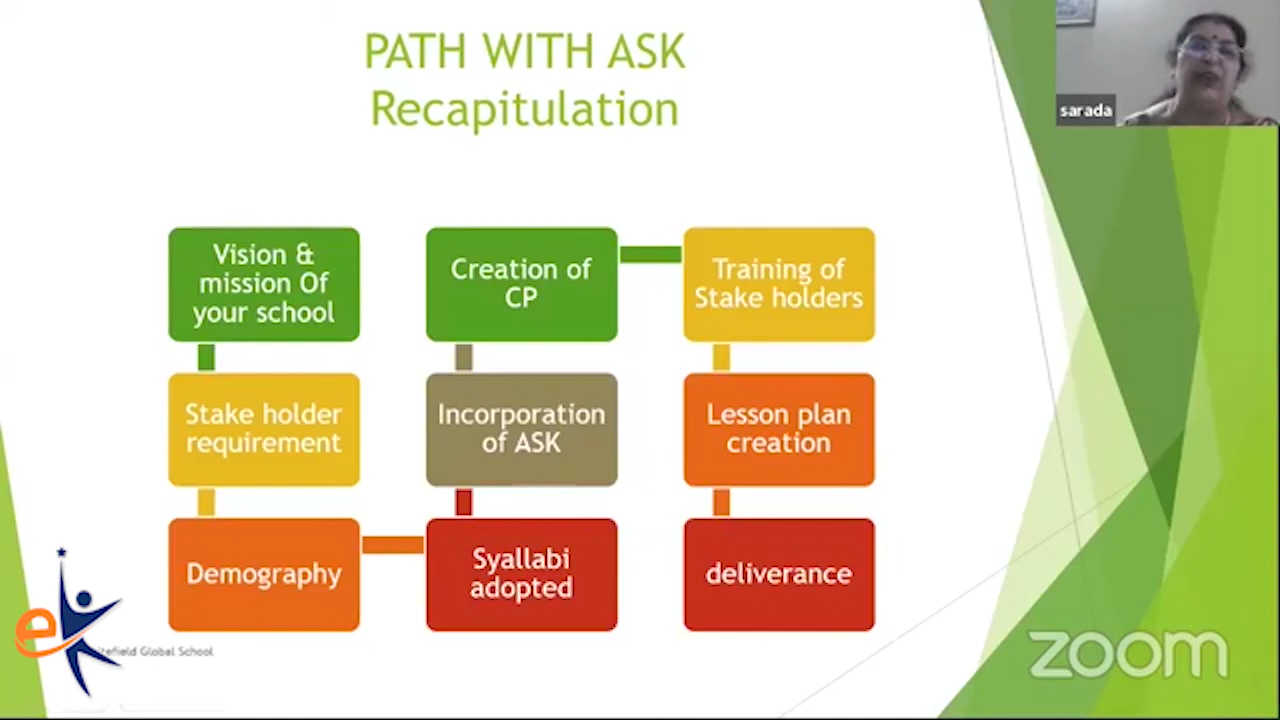 PATH WITH ASK
Recapitulation
sarada
Vision &
mission Of
your school
Stake holder
requirement
Demography
Syallabi
adopted
Incorporation
of ASK
Creation of
CP
Training of
Stake holders
Lesson plan
creation
deliverance
e
Global School
zoom